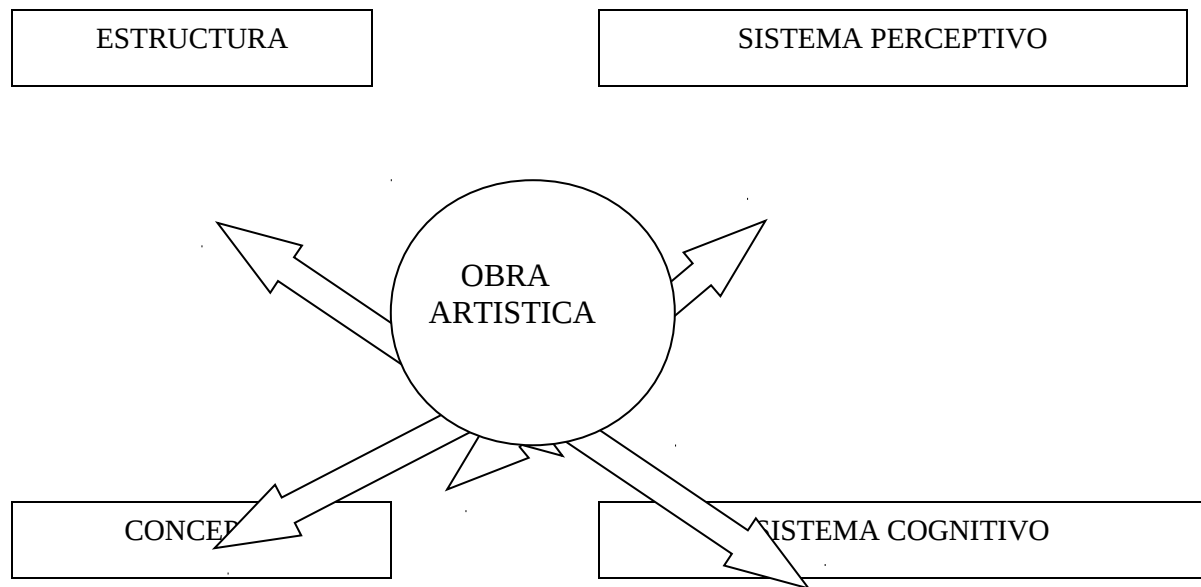 ESTRUCTURA
SISTEMA PERCEPTIVO
OBRA
ARTISTICA
SISTEMA COGNITIVO